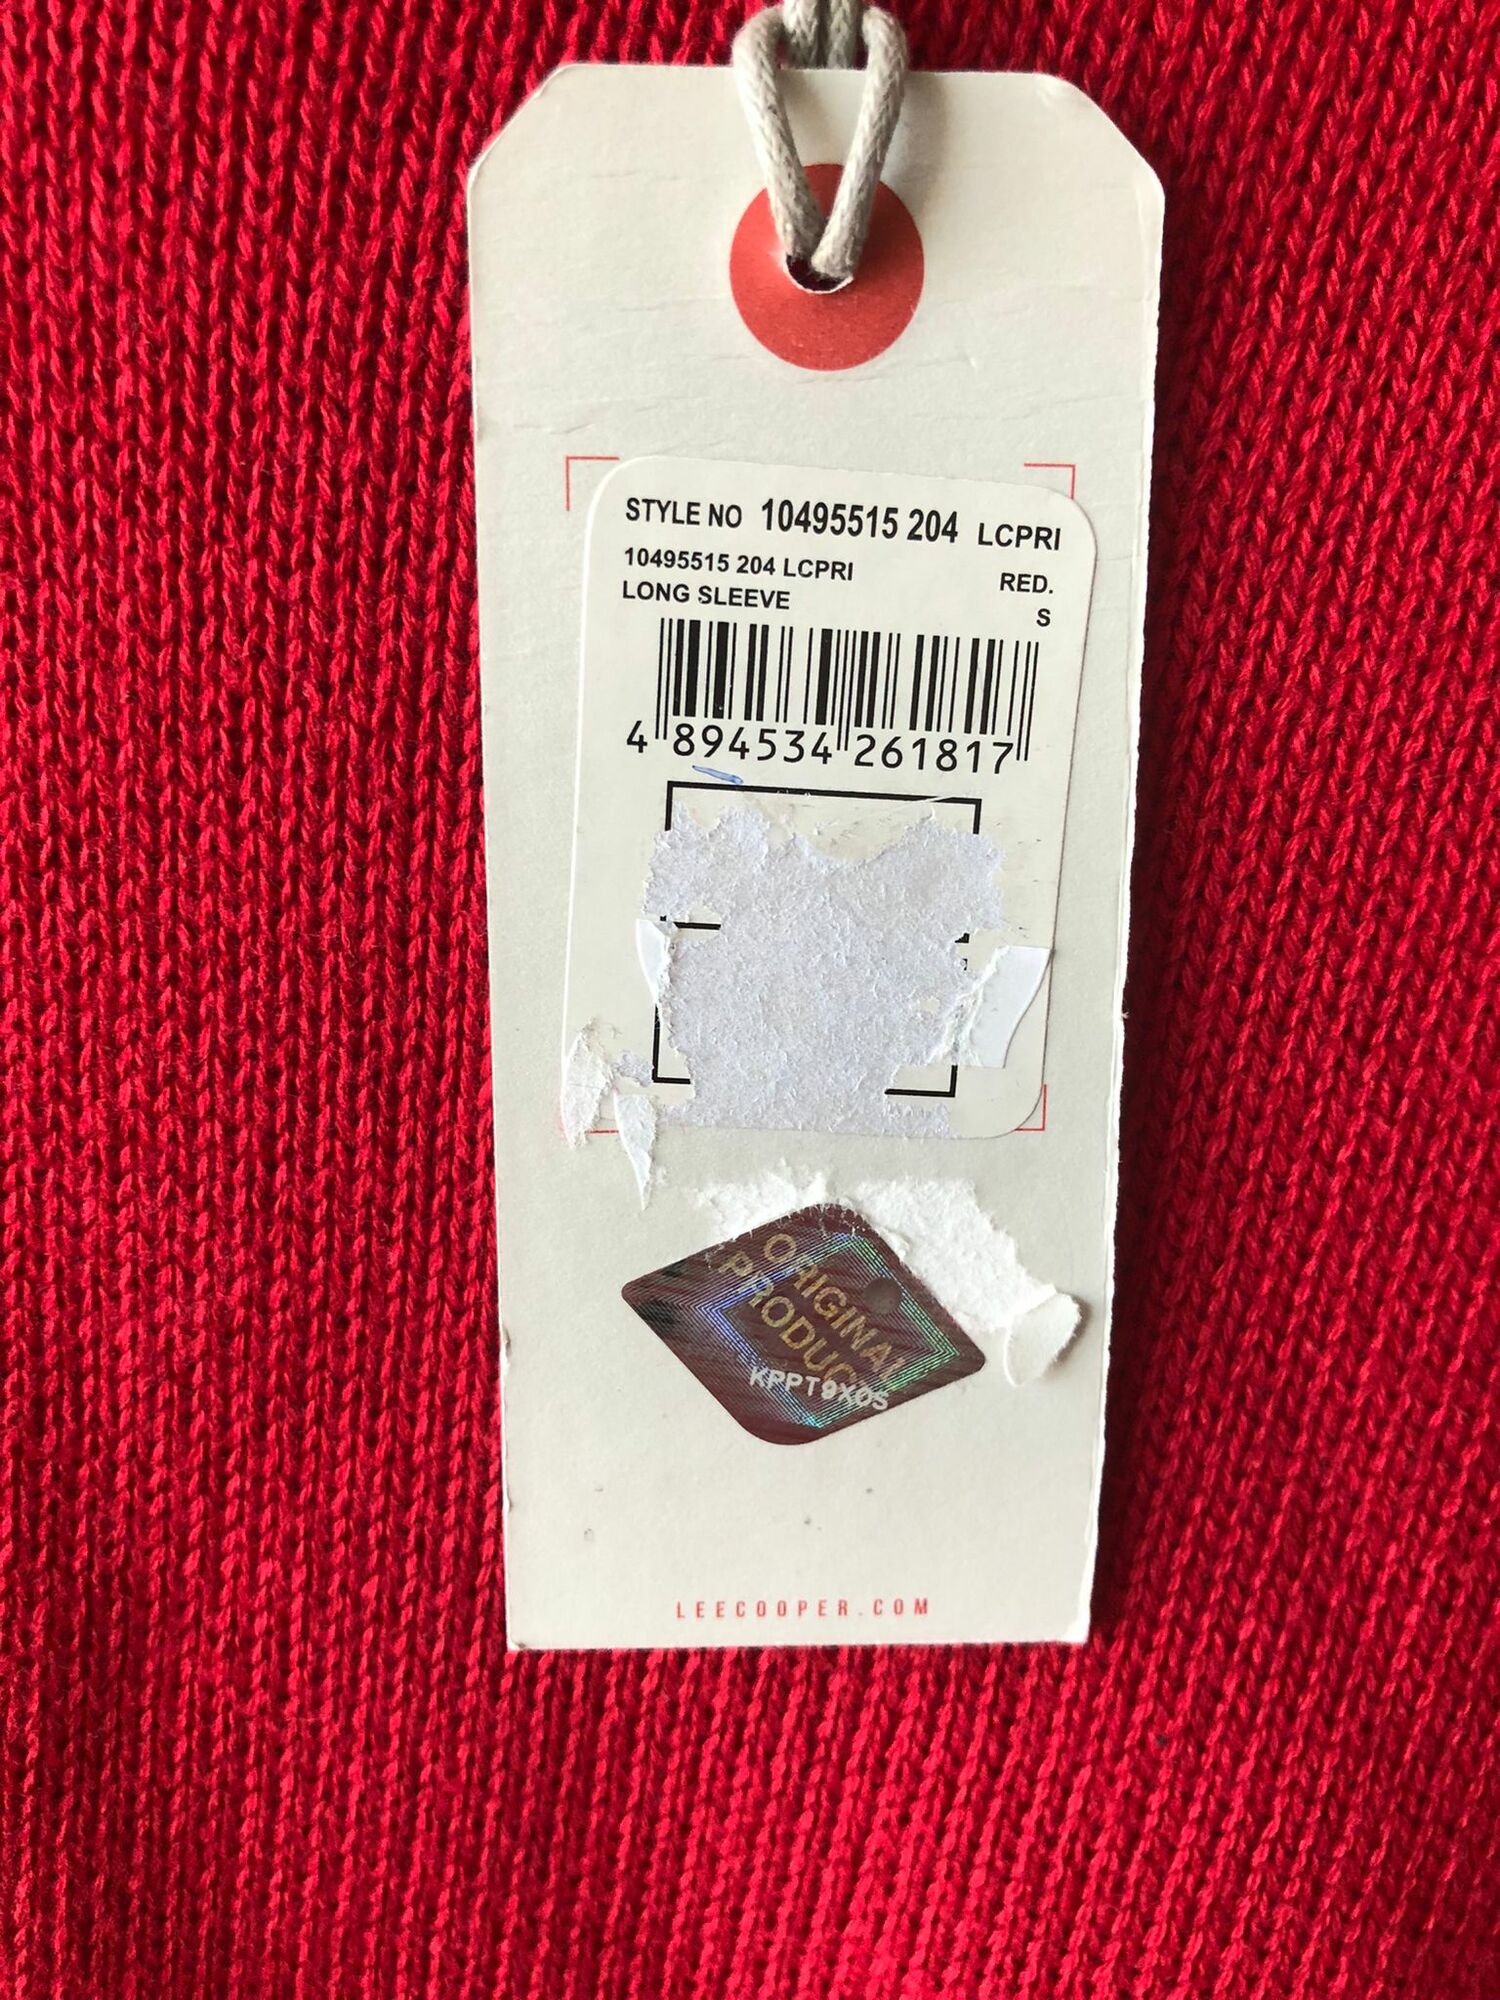 STYLE NO 10495515 204 LCPRI
10495515 204 LCPRI RED.
LONG SLEEVE S
4 894534 261817
ORIGINAL
PRODUCT
KPPT9X0S
LEECOOPER.COM